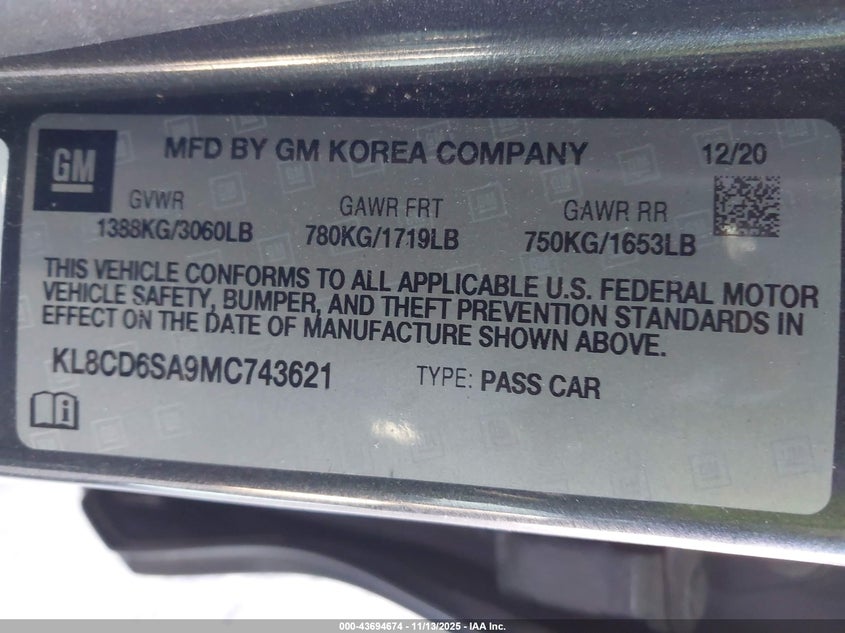 GM
MFD BY GM KOREA COMPANY 12/20
GVWR GAWR FRT GAWR RR
1388KG/3060LB 780KG/1719LB 750KG/1653LB
THIS VEHICLE CONFORMS TO ALL APPLICABLE U.S. FEDERAL MOTOR
VEHICLE SAFETY, BUMPER, AND THEFT PREVENTION STANDARDS IN
EFFECT ON THE DATE OF MANUFACTURE SHOWN ABOVE.
KL8CD6SA9MC743621 TYPE: PASS CAR
000-43694674 - 11/13/2025 - IAA Inc.